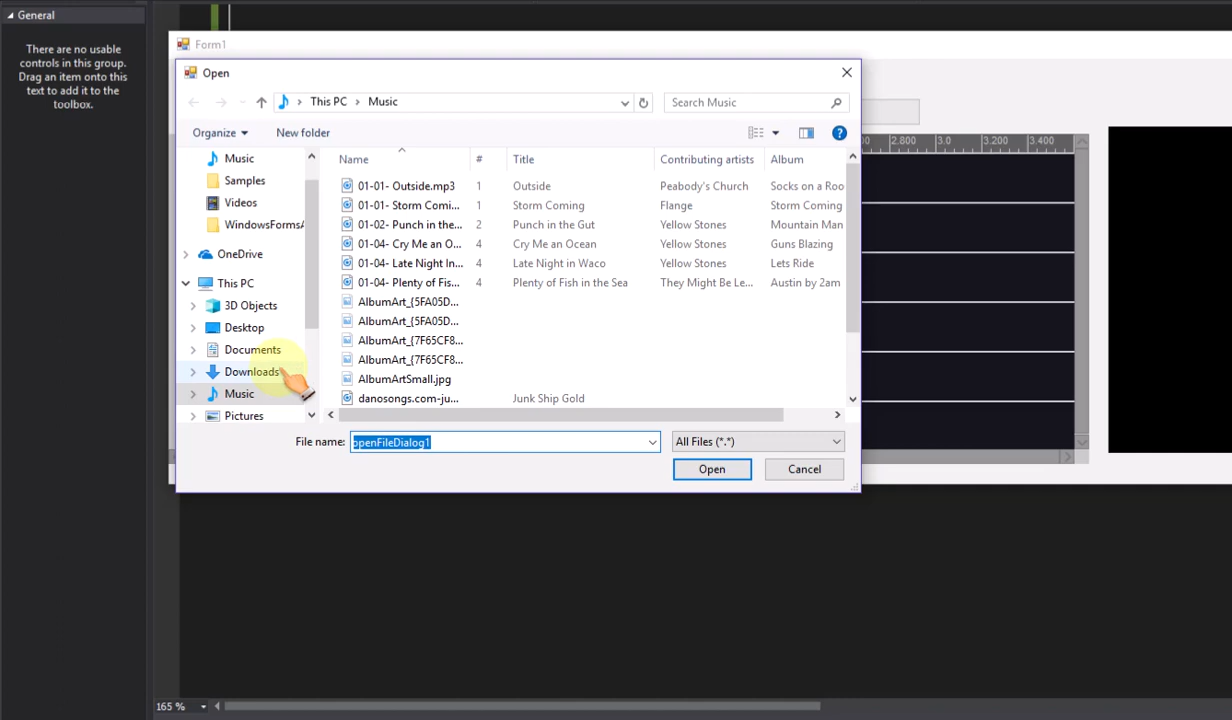 General
There are no usable
controls in this group.
Drag an item onto this
text to add it to the
toolbox.
Form1
Open
This PC > Music
Search Music
Organize
New folder
Music
Samples
Videos
WindowsFormsA
OneDrive
This PC
3D Objects
Desktop
Documents
Downloads
Music
Pictures
Name # Title Contributing artists Album
01-01- Outside.mp3 1 Outside Peabody's Church Socks on a Roo
01-01- Storm Comi... 1 Storm Coming Flange Storm Coming
01-02- Punch in the... 2 Punch in the Gut Yellow Stones Mountain Man
01-04- Cry Me an O... 4 Cry Me an Ocean Yellow Stones Guns Blazing
01-04- Late Night In... 4 Late Night in Waco Yellow Stones Lets Ride
01-04- Plenty of Fis... 4 Plenty of Fish in the Sea They Might Be Le... Austin by 2am
AlbumArt_{5FA05D...
AlbumArt_{5FA05D...
AlbumArt_{7F65CF8...
AlbumArt_{7F65CF8...
AlbumArtSmall.jpg
danosongs.com-ju... Junk Ship Gold
File name: openFileDialog1 All Files (*.*)
Open Cancel
2.800 3.0 3.200 3.400
165 %